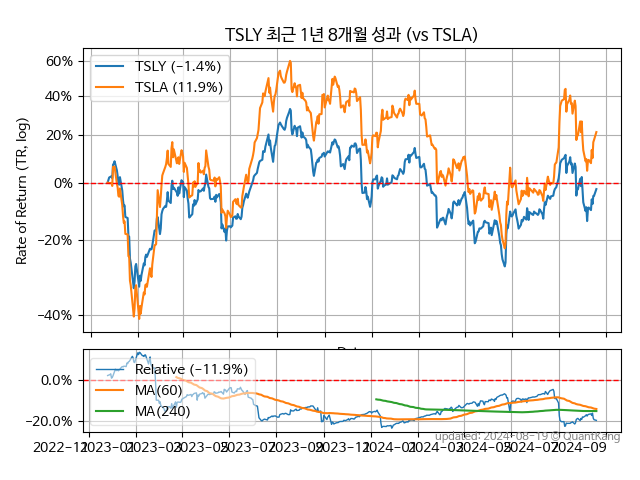 TSLY 최근 1년 8개월 성과 (vs TSLA)
Rate of Return (TR, log)
60%
40%
20%
0%
−20%
−40%
TSLY (−1.4%)
TSLA (11.9%)
0.0%
−20.0%
Relative (−11.9%)
MA(60)
MA(240)
2022-11
2023-01
2023-03
2023-05
2023-07
2023-09
2023-11
2024-01
2024-03
2024-05
2024-07
2024-09
updated: 2024-08-19 © QuantKang